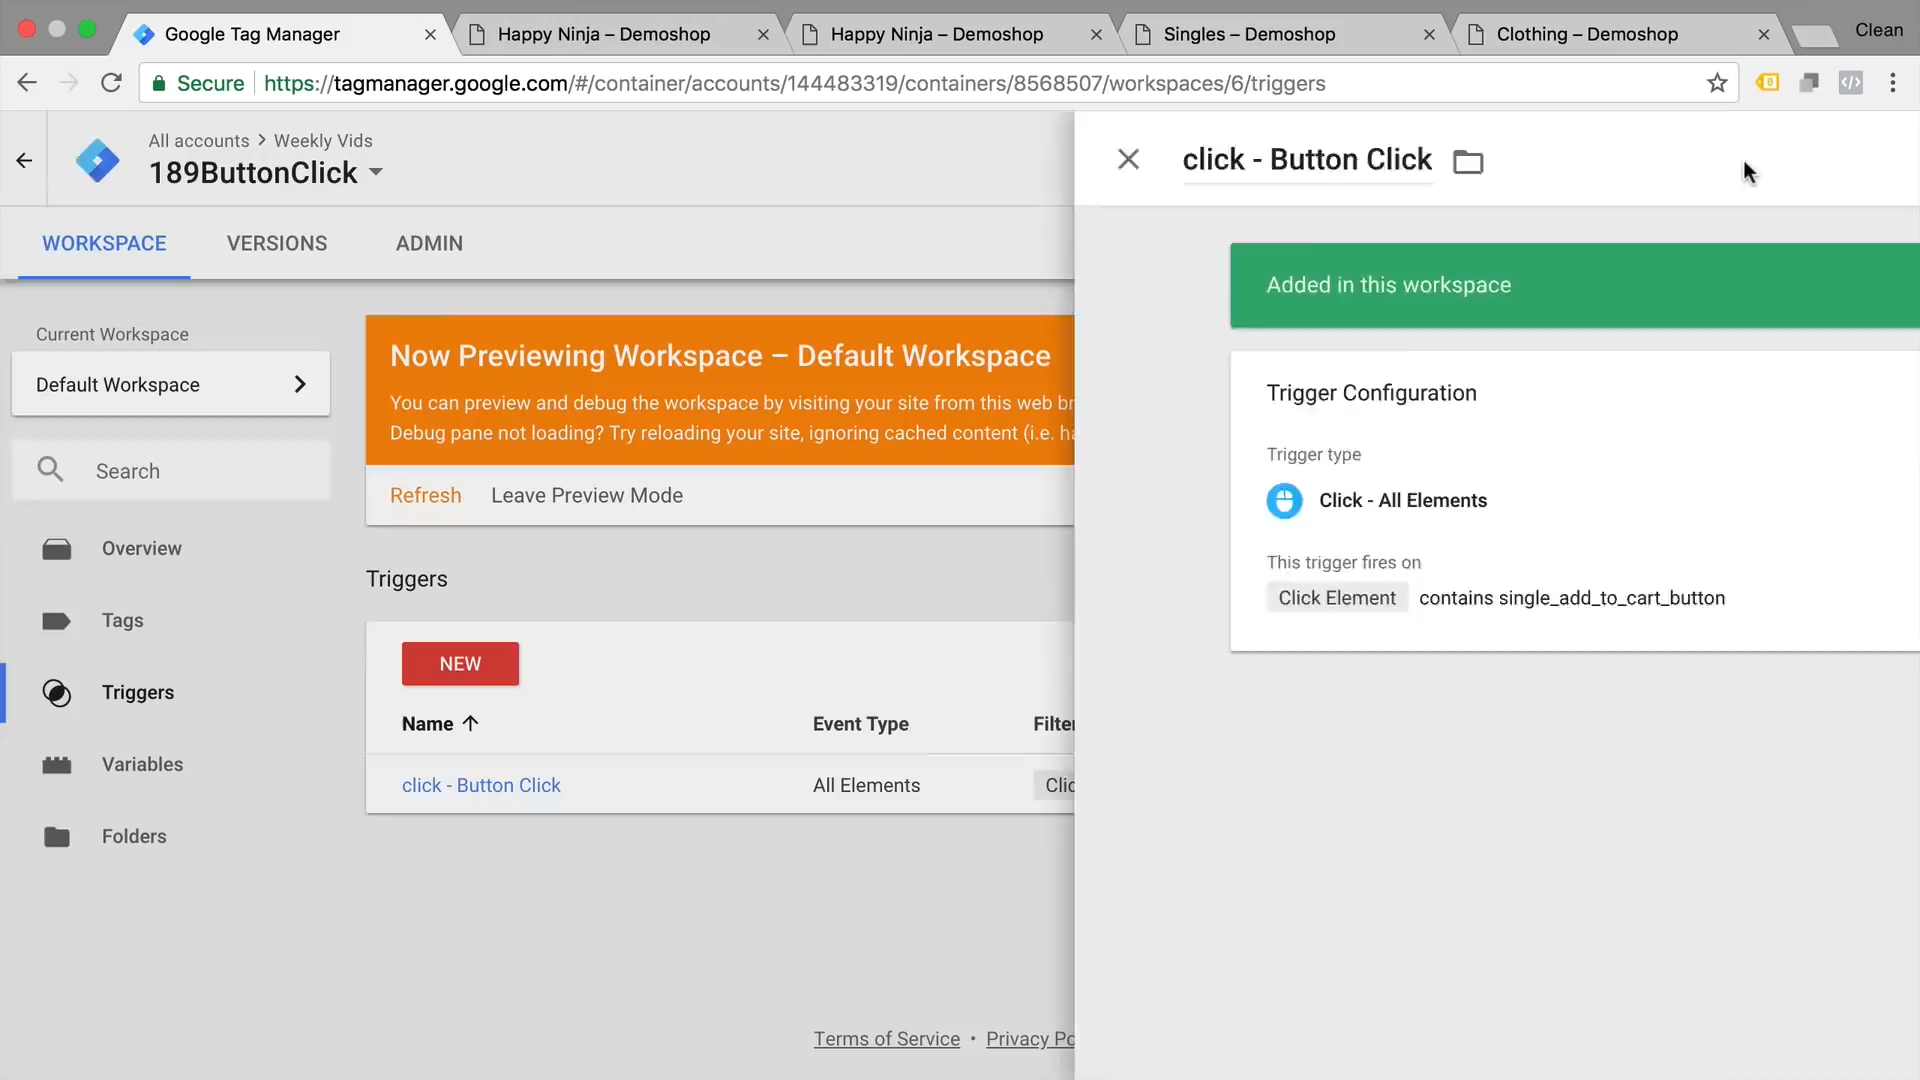 Google Tag Manager
Happy Ninja – Demoshop
Happy Ninja – Demoshop
Singles – Demoshop
Clothing – Demoshop
Clean
Secure
https://tagmanager.google.com/#/container/accounts/144483319/containers/8568507/workspaces/6/triggers
All accounts > Weekly Vids
189ButtonClick
click - Button Click
WORKSPACE
VERSIONS
ADMIN
Added in this workspace
Current Workspace
Default Workspace
Now Previewing Workspace – Default Workspace
You can preview and debug the workspace by visiting your site from this web br
Debug pane not loading? Try reloading your site, ignoring cached content (i.e. ha
Refresh
Leave Preview Mode
Trigger Configuration
Trigger type
Click - All Elements
This trigger fires on
Click Element contains single_add_to_cart_button
Search
Overview
Tags
Triggers
Variables
Folders
Triggers
NEW
Name
Event Type
Filter
click - Button Click
All Elements
Clic
Terms of Service • Privacy Po